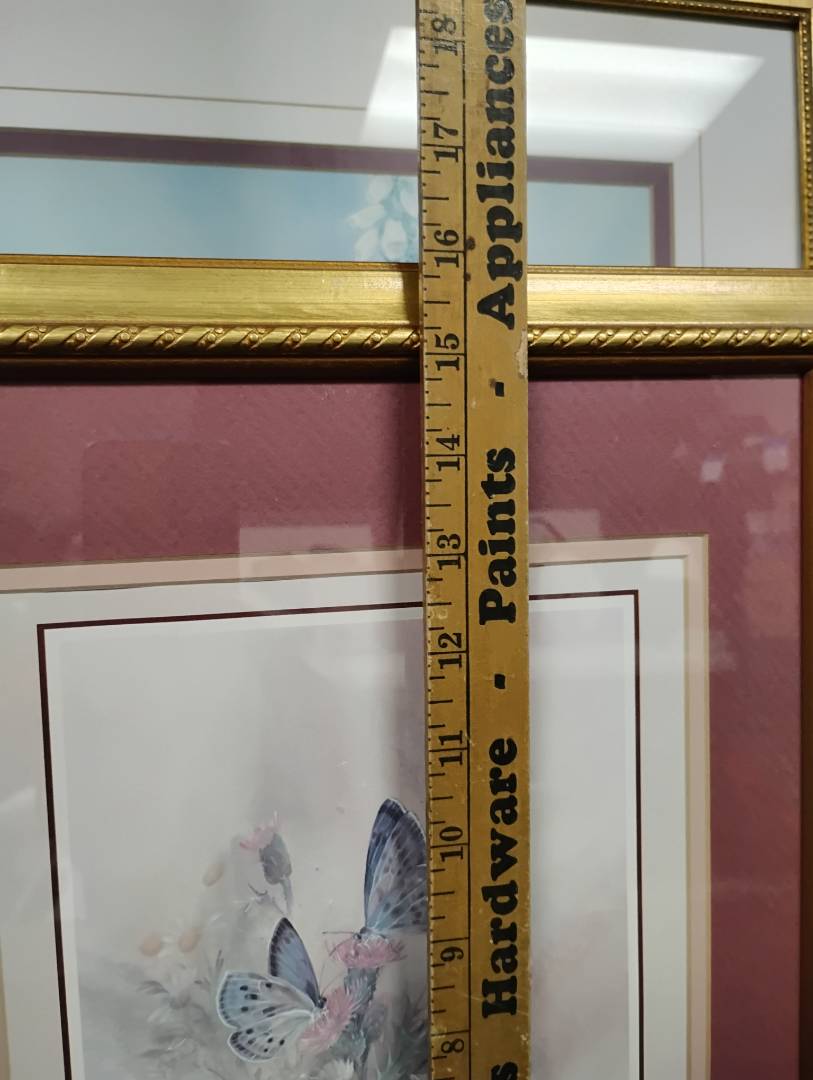 s Hardware - Paints - Appliances
8 9 10 11 12 13 14 15 16 17 18